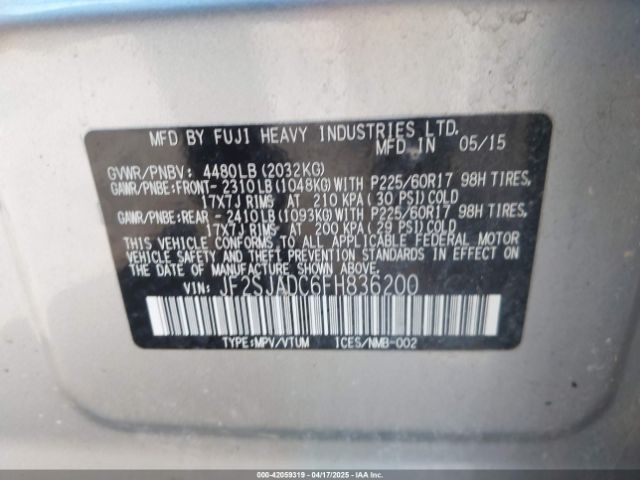 MFD BY FUJI HEAVY INDUSTRIES LTD.
MFD IN 05/15
GVWR/PNBV: 4480LB (2032KG)
GAWR/PNBE:FRONT- 2310LB (1048KG) WITH P225/60R17 98H TIRES,
17X7J RIMS AT 210 KPA ( 30 PSI) COLD
GAWR/PNBE:REAR - 2410LB (1093KG) WITH P225/60R17 98H TIRES,
17X7J RIMS AT 200 KPA (29 PSI) COLD
THIS VEHICLE CONFORMS TO ALL APPLICABLE FEDERAL MOTOR
VEHICLE SAFETY AND THEFT PREVENTION STANDARDS IN EFFECT ON
THE DATE OF MANUFACTURE SHOWN ABOVE.
VIN: JF2SJADC6FH836200
TYPE:MPV/VTUM ICES/NMB-002
000-42059319 - 04/17/2025 - IAAI.COM